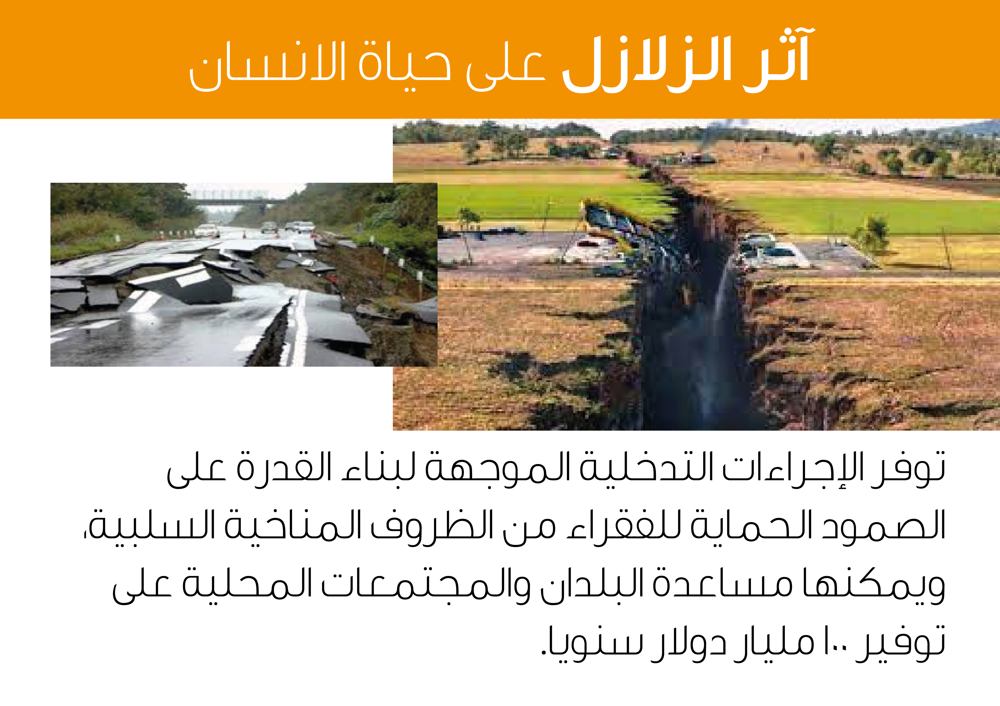 آثر الزلازل على حياة الانسان
توفر الإجراءات التدخلية الموجهة لبناء القدرة على
الصمود الحماية للفقراء من الظروف المناخية السلبية،
ويمكنها مساعدة البلدان والمجتمعات المحلية على
توفير ١٠٠ مليار دولار سنويا.